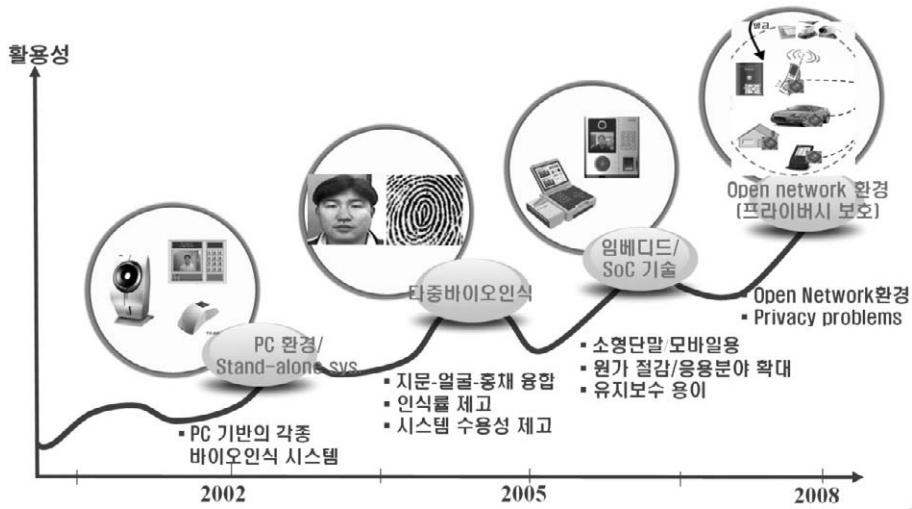 활용성
발급
Open network 환경
(프라이버시 보호)
임베디드/
SoC 기술
다중바이오인식
PC 환경/
Stand-alone sys
▪ Open Network환경
▪ Privacy problems
▪ 소형단말/모바일용
▪ 원가 절감/응용분야 확대
▪ 유지보수 용이
▪ 지문-얼굴-홍채 융합
▪ 인식률 제고
▪ 시스템 수용성 제고
▪ PC 기반의 각종
바이오인식 시스템
2002
2005
2008